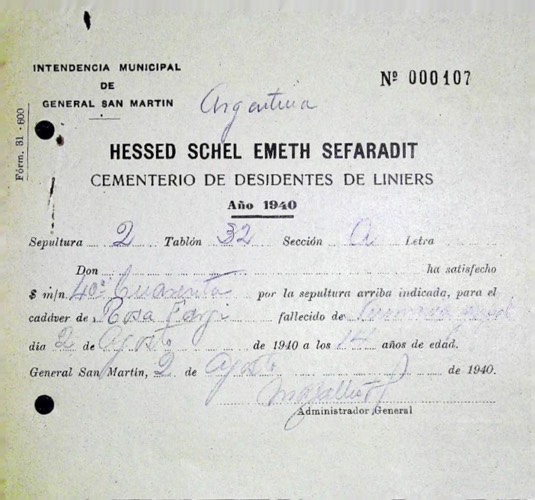 INTENDENCIA MUNICIPAL
DE
GENERAL SAN MARTIN
Nº 000107
Argentina
Fórm. 31 - 800
HESSED SCHEL EMETH SEFARADIT
CEMENTERIO DE DESIDENTES DE LINIERS
Año 1940
Sepultura 2 Tablón 32 Sección A Letra
Don ha satisfecho
$ m/n. 40 Cuarenta por la sepultura arriba indicada, para el
cadáver de Rosa fallecido de
día 2 de Agosto de 1940 a los 14 años de edad.
General San Martín, 2 de Agosto de 1940.
Administrador General